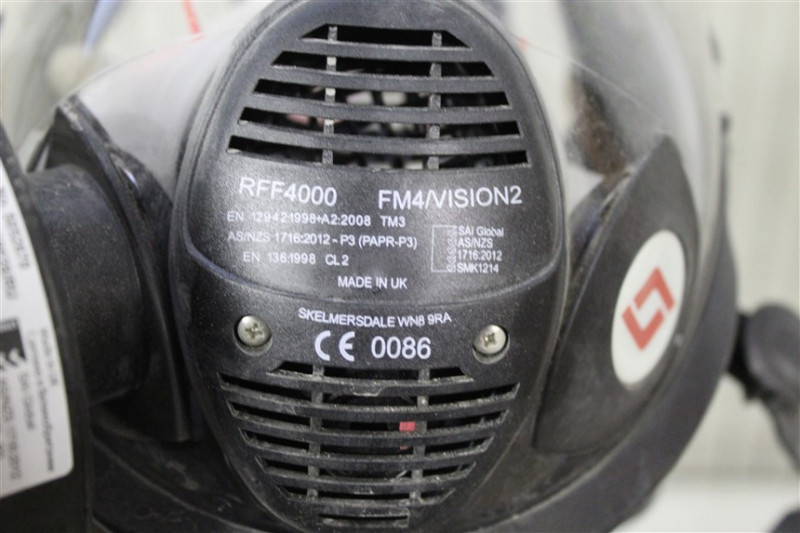 RFF4000 FM4/VISION2
EN 12942:1998+A2:2008 TM3
AS/NZS 1716:2012 - P3 (PAPR-P3)
EN 136:1998 CL2
SAI Global
AS/NZS
1716:2012
SMK1214
MADE IN UK
SKELMERSDALE WN8 9RA
CE 0086